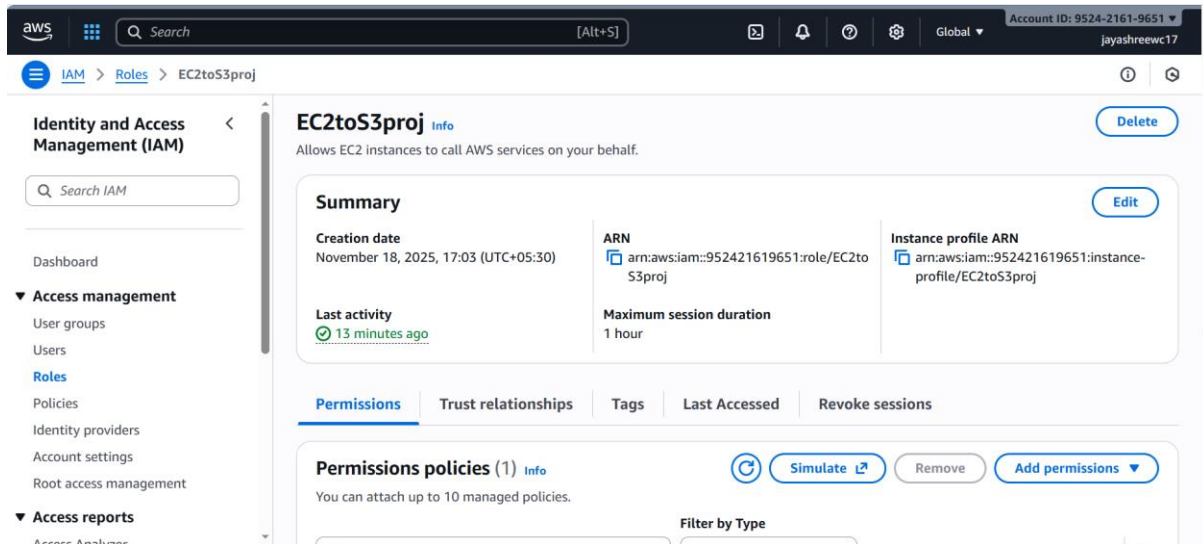 aws
Search
[Alt+S]
Global ▼
Account ID: 9524-2161-9651 ▼
jayashreewc17
IAM > Roles > EC2toS3proj
Identity and Access
Management (IAM)
Search IAM
Dashboard
▼ Access management
User groups
Users
Roles
Policies
Identity providers
Account settings
Root access management
▼ Access reports
Access Analyzer
EC2toS3proj Info
Delete
Allows EC2 instances to call AWS services on your behalf.
Summary
Edit
Creation date
November 18, 2025, 17:03 (UTC+05:30)
ARN
arn:aws:iam::952421619651:role/EC2to
S3proj
Instance profile ARN
arn:aws:iam::952421619651:instance-
profile/EC2toS3proj
Last activity
13 minutes ago
Maximum session duration
1 hour
Permissions
Trust relationships
Tags
Last Accessed
Revoke sessions
Permissions policies (1) Info
Simulate
Remove
Add permissions ▼
You can attach up to 10 managed policies.
Filter by Type